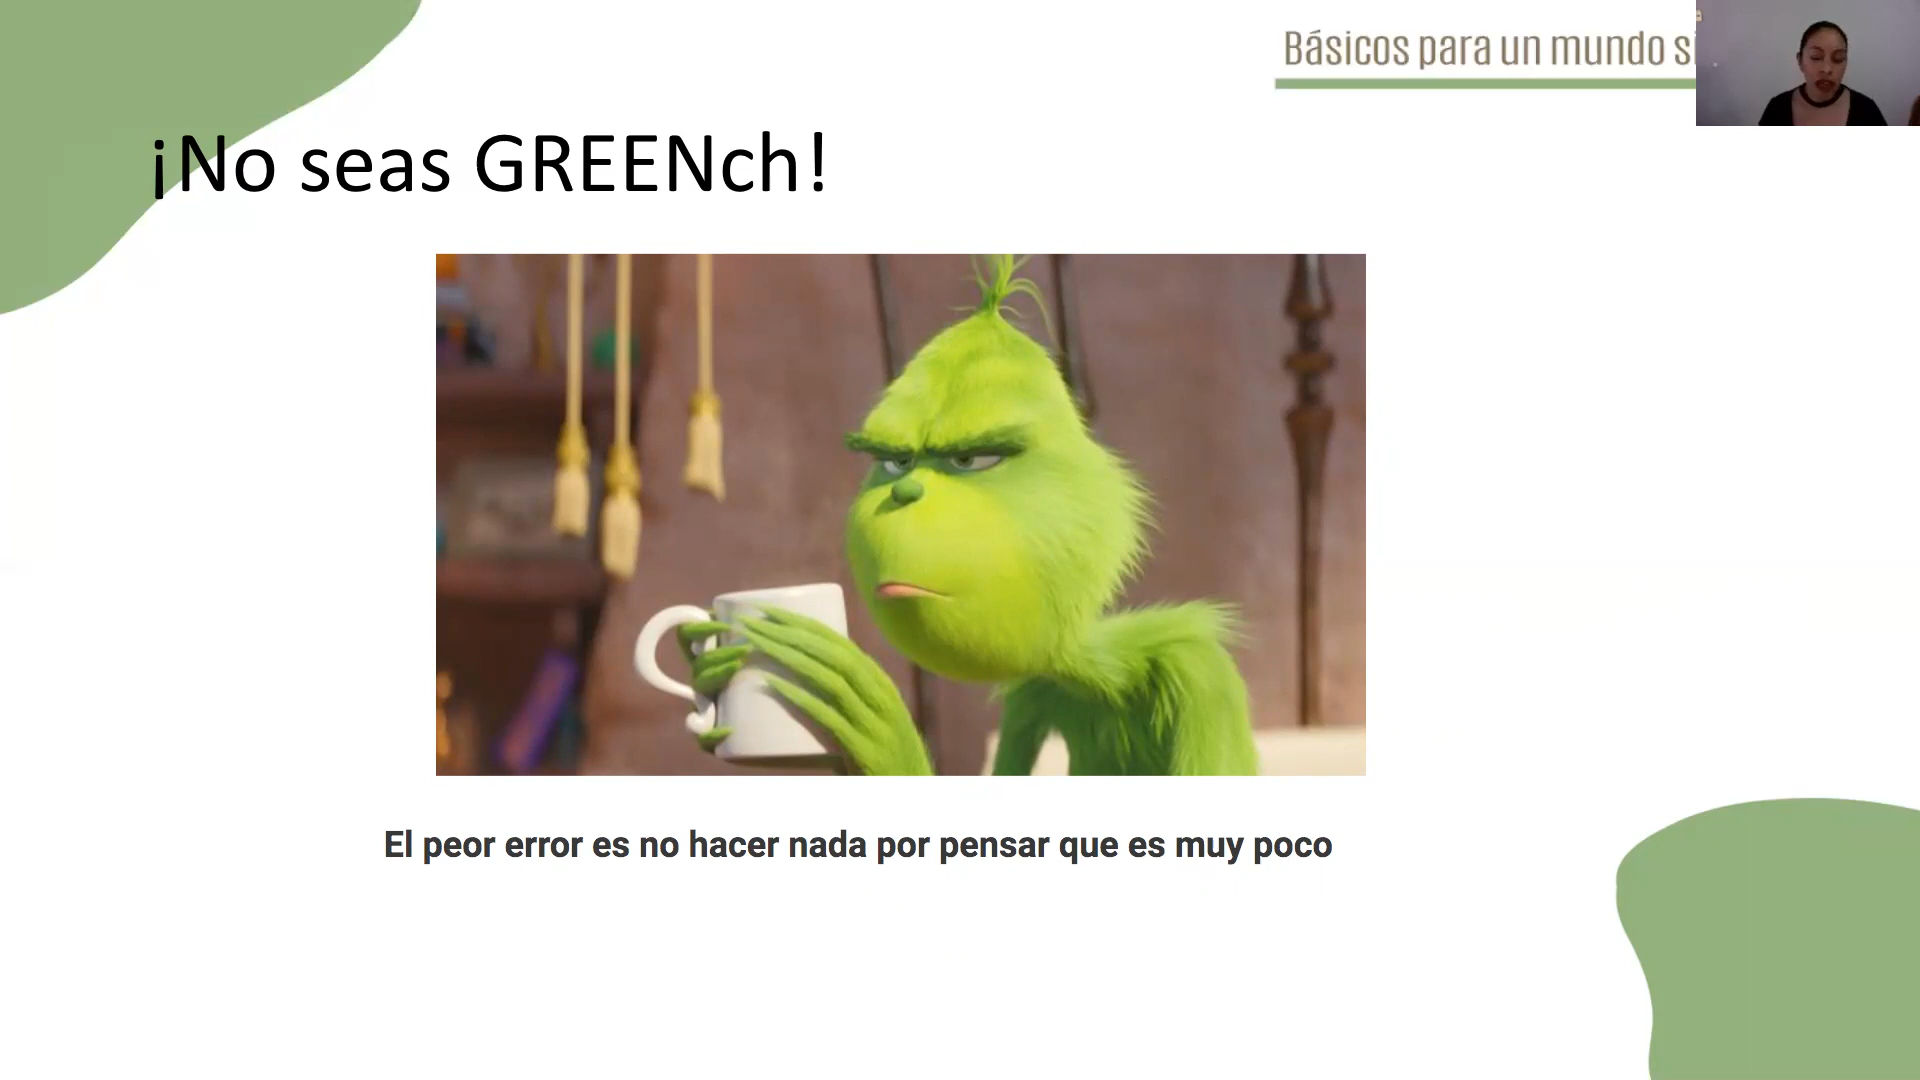 Básicos para un mundo
¡No seas GREENch!
El peor error es no hacer nada por pensar que es muy poco